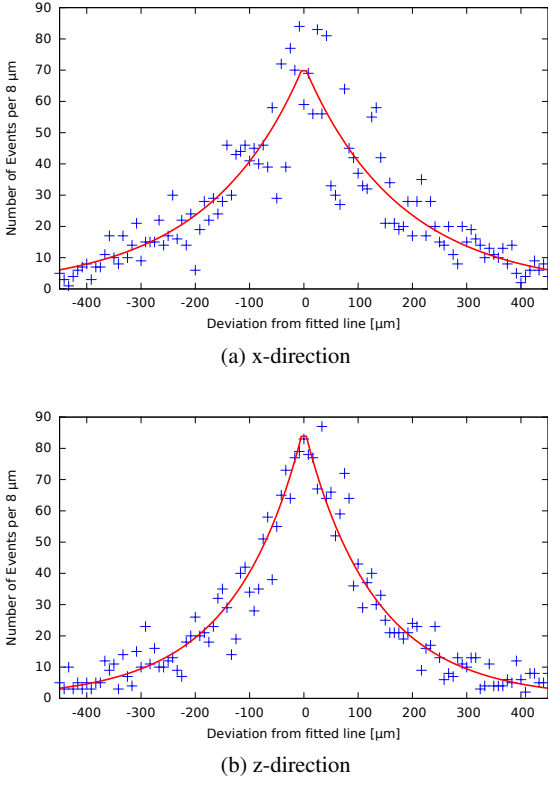 90
80
70
60
50
40
30
20
10
0
Number of Events per 8 µm
-400 -300 -200 -100 0 100 200 300 400
Deviation from fitted line [µm]
(a) x-direction
90
80
70
60
50
40
30
20
10
0
Number of Events per 8 µm
-400 -300 -200 -100 0 100 200 300 400
Deviation from fitted line [µm]
(b) z-direction